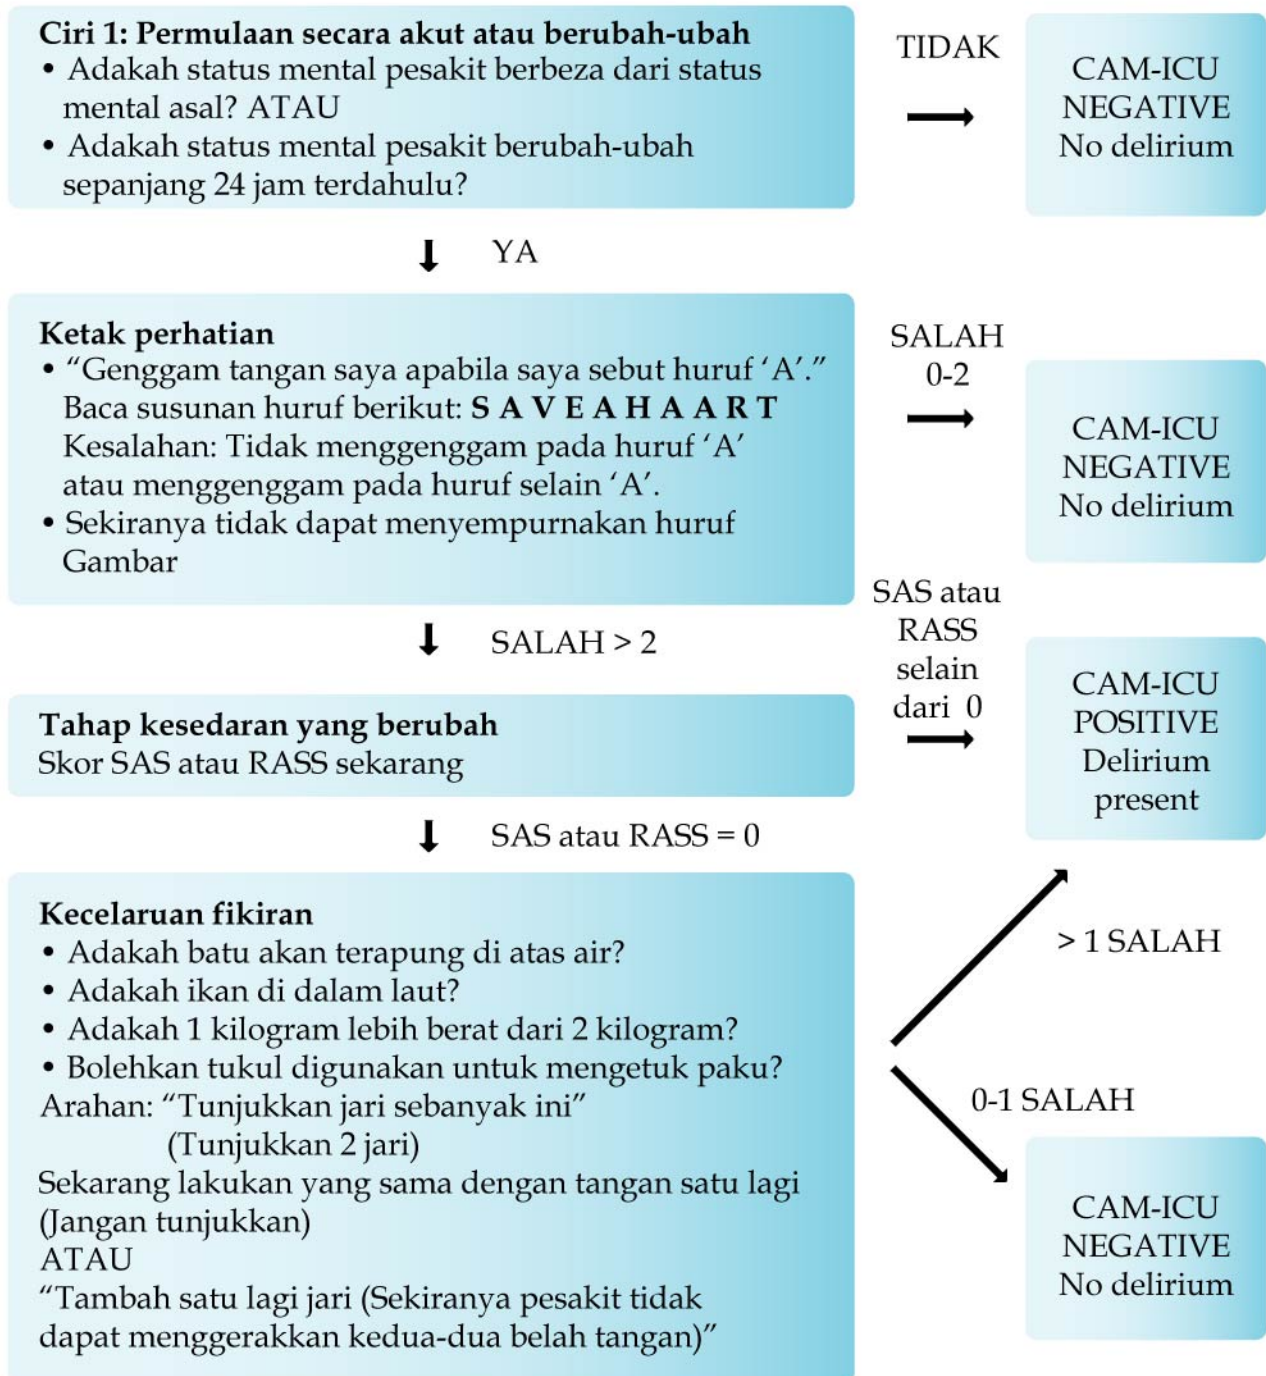 Ciri 1: Permulaan secara akut atau berubah-ubah
• Adakah status mental pesakit berbeza dari status
mental asal? ATAU
• Adakah status mental pesakit berubah-ubah
sepanjang 24 jam terdahulu?
TIDAK
CAM-ICU
NEGATIVE
No delirium
YA
Ketak perhatian
• “Genggam tangan saya apabila saya sebut huruf ‘A’.”
Baca susunan huruf berikut: S A V E A H A A R T
Kesalahan: Tidak menggenggam pada huruf ‘A’
atau menggenggam pada huruf selain ‘A’.
• Sekiranya tidak dapat menyempurnakan huruf
Gambar
SALAH
0-2
CAM-ICU
NEGATIVE
No delirium
SALAH > 2
Tahap kesedaran yang berubah
Skor SAS atau RASS sekarang
SAS atau
RASS
selain
dari 0
CAM-ICU
POSITIVE
Delirium
present
SAS atau RASS = 0
Kecelaruan fikiran
• Adakah batu akan terapung di atas air?
• Adakah ikan di dalam laut?
• Adakah 1 kilogram lebih berat dari 2 kilogram?
• Bolehkan tukul digunakan untuk mengetuk paku?
Arahan: “Tunjukkan jari sebanyak ini”
(Tunjukkan 2 jari)
Sekarang lakukan yang sama dengan tangan satu lagi
(Jangan tunjukkan)
ATAU
“Tambah satu lagi jari (Sekiranya pesakit tidak
dapat menggerakkan kedua-dua belah tangan)”
> 1 SALAH
0-1 SALAH
CAM-ICU
NEGATIVE
No delirium